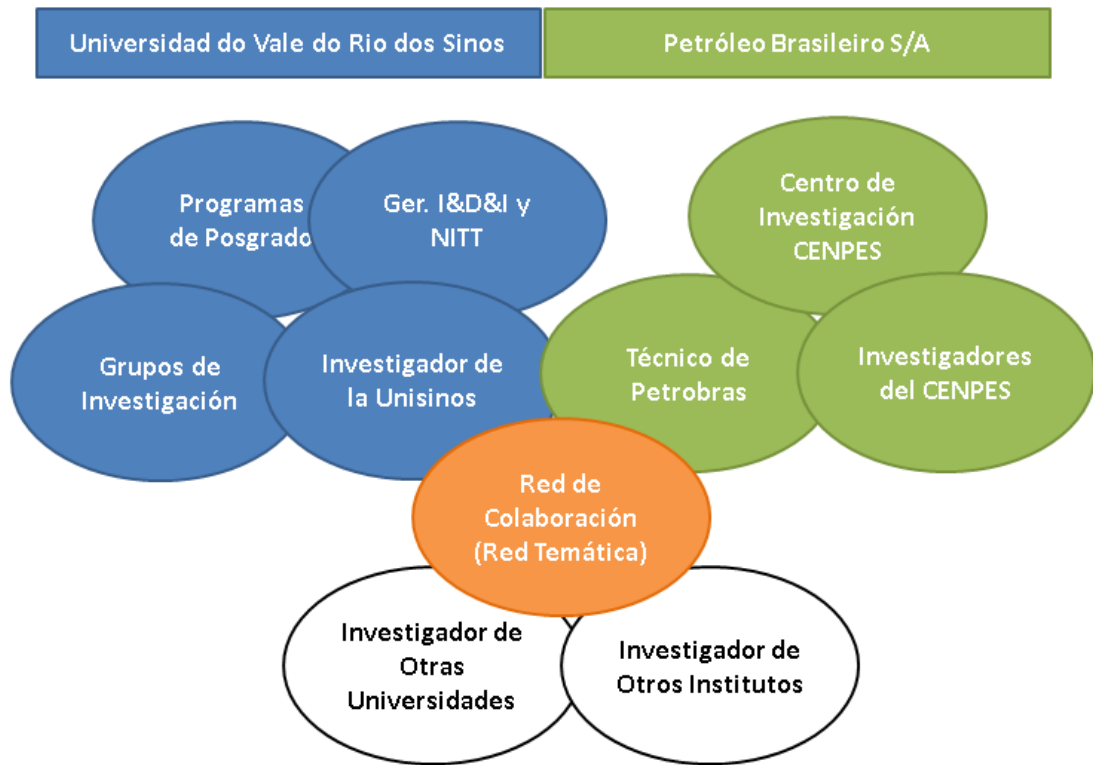 Universidad do Vale do Rio dos Sinos
Petróleo Brasileiro S/A
Programas
de Posgrado
Ger. I&D&I y
NITT
Centro de
Investigación
CENPES
Grupos de
Investigación
Investigador de
la Unisinos
Técnico de
Petrobras
Investigadores
del CENPES
Red de
Colaboración
(Red Temática)
Investigador de
Otras
Universidades
Investigador de
Otros Institutos